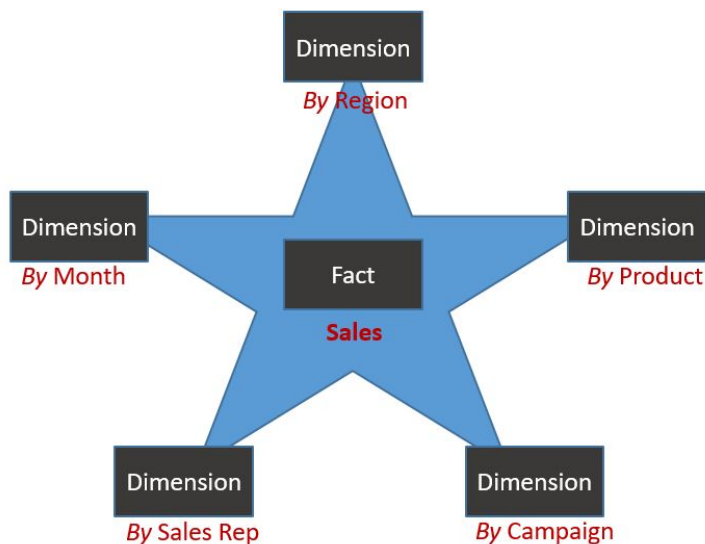 Dimension
By Region
Dimension
By Month
Dimension
By Product
Fact
Sales
Dimension
By Sales Rep
Dimension
By Campaign